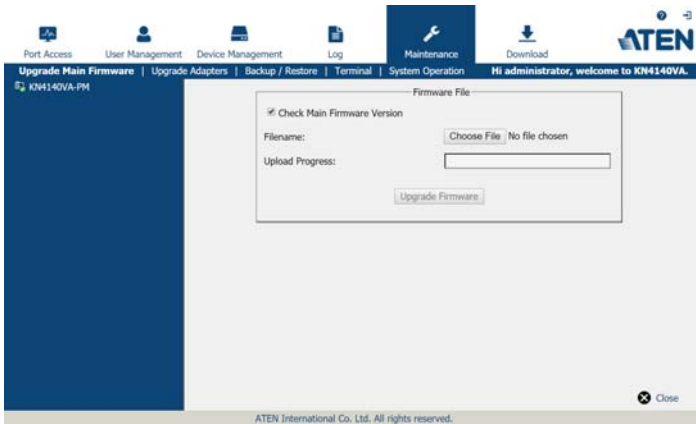 ATEN
Port Access User Management Device Management Log Maintenance Download
Upgrade Main Firmware | Upgrade Adapters | Backup / Restore | Terminal | System Operation Hi administrator, welcome to KN4140VA.
KN4140VA-PM
Firmware File
Check Main Firmware Version
Filename: Choose File No file chosen
Upload Progress:
Upgrade Firmware
Close
ATEN International Co. Ltd. All rights reserved.